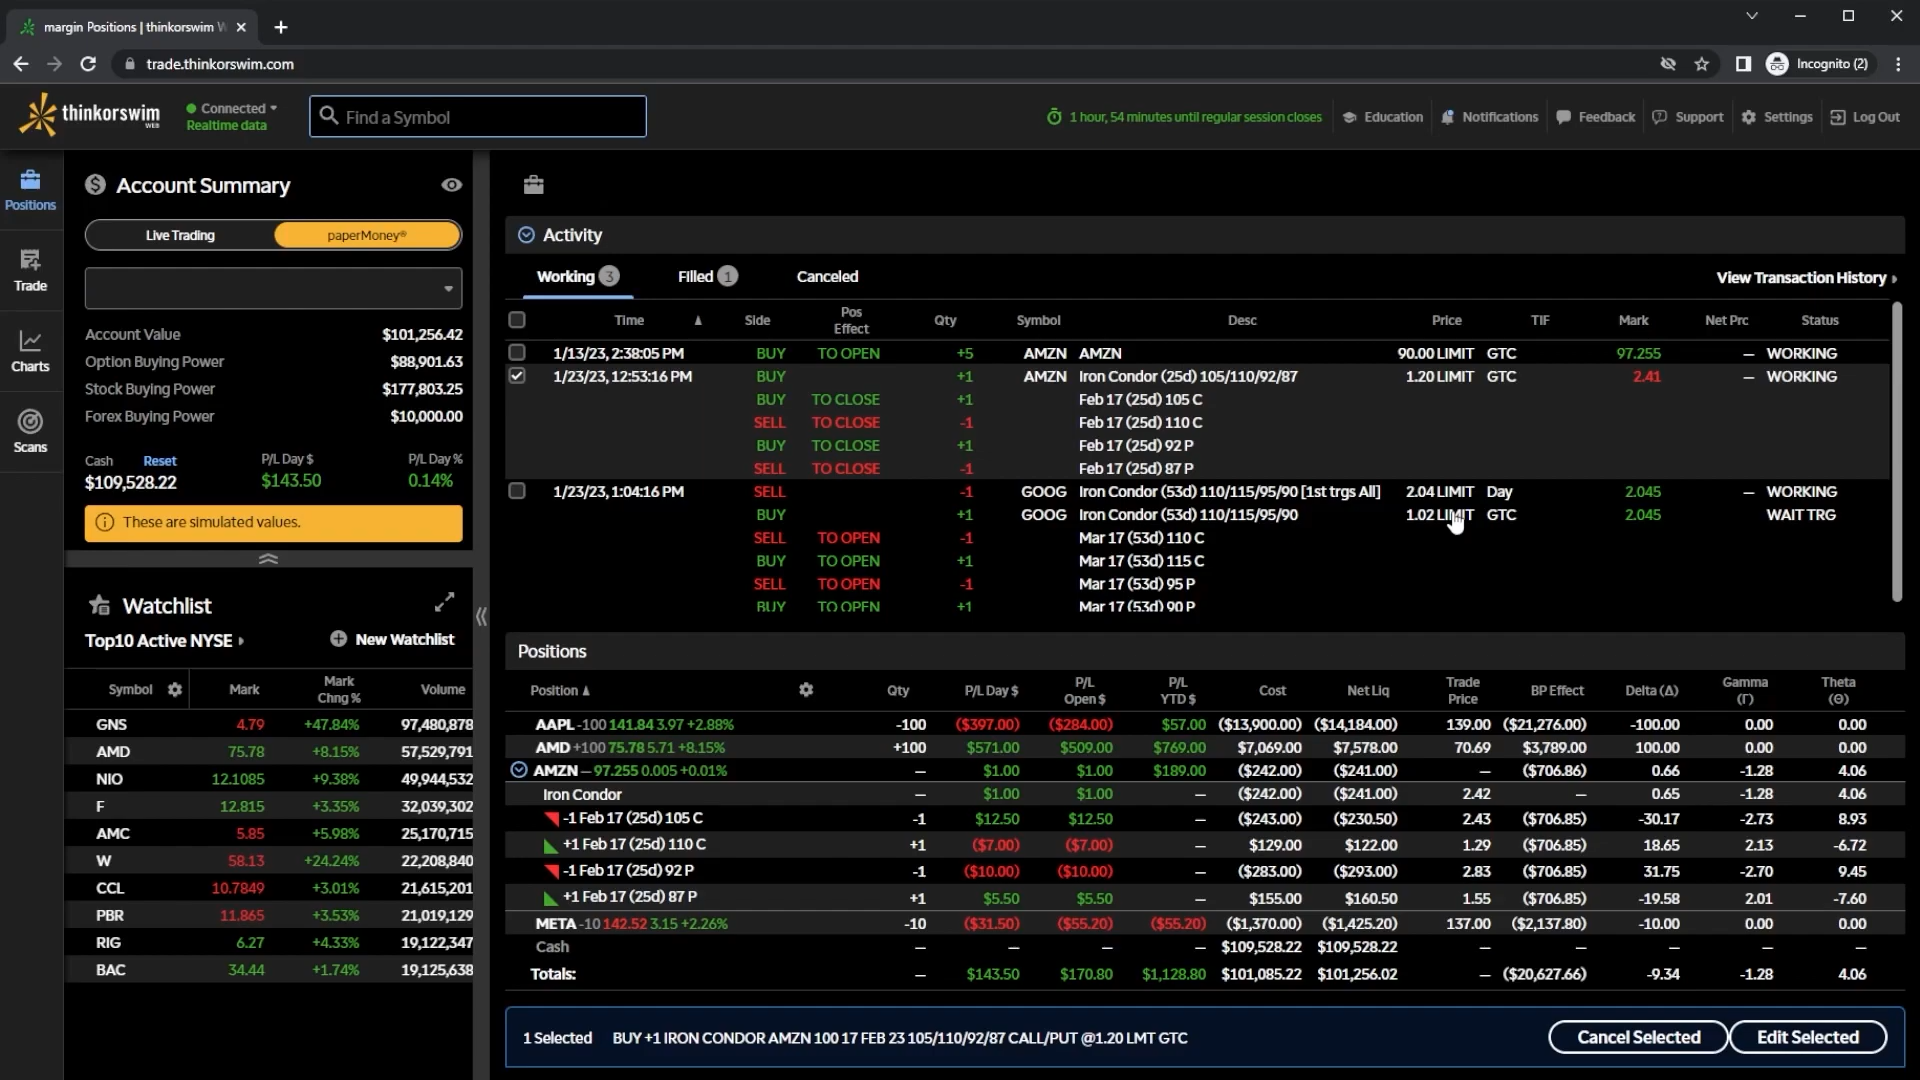 margin Positions | thinkorswim W
trade.thinkorswim.com
Incognito (2)
thinkorswim
WEB
Connected
Realtime data
Find a Symbol
1 hour, 54 minutes until regular session closes
Education
Notifications
Feedback
Support
Settings
Log Out
Positions
Trade
Charts
Scans
Account Summary
Live Trading paperMoney®
Account Value $101,256.42
Option Buying Power $88,901.63
Stock Buying Power $177,803.25
Forex Buying Power $10,000.00
Cash Reset P/L Day $ P/L Day %
$109,528.22 $143.50 0.14%
These are simulated values.
Watchlist
Top10 Active NYSE New Watchlist
Symbol Mark Mark Chng % Volume
GNS 4.79 +47.84% 97,480,878
AMD 75.78 +8.15% 57,529,791
NIO 12.1085 +9.38% 49,944,532
F 12.815 +3.35% 32,039,302
AMC 5.85 +5.98% 25,170,715
W 58.13 +24.24% 22,208,840
CCL 10.7849 +3.01% 21,615,201
PBR 11.865 +3.53% 21,019,129
RIG 6.27 +4.33% 19,122,347
BAC 34.44 +1.74% 19,125,638
Activity
Working 3 Filled 1 Canceled View Transaction History
Time Side Pos Effect Qty Symbol Desc Price TIF Mark Net Prc Status
1/13/23, 2:38:05 PM BUY TO OPEN +5 AMZN AMZN 90.00 LIMIT GTC 97.255 — WORKING
1/23/23, 12:53:16 PM BUY +1 AMZN Iron Condor (25d) 105/110/92/87 1.20 LIMIT GTC 2.41 — WORKING
BUY TO CLOSE +1 Feb 17 (25d) 105 C
SELL TO CLOSE -1 Feb 17 (25d) 110 C
BUY TO CLOSE +1 Feb 17 (25d) 92 P
SELL TO CLOSE -1 Feb 17 (25d) 87 P
1/23/23, 1:04:16 PM SELL -1 GOOG Iron Condor (53d) 110/115/95/90 [1st trgs All] 2.04 LIMIT Day 2.045 — WORKING
BUY +1 GOOG Iron Condor (53d) 110/115/95/90 1.02 LIMIT GTC 2.045 WAIT TRG
SELL TO OPEN -1 Mar 17 (53d) 110 C
BUY TO OPEN +1 Mar 17 (53d) 115 C
SELL TO OPEN -1 Mar 17 (53d) 95 P
BUY TO OPEN +1 Mar 17 (53d) 90 P
Positions
Position Qty P/L Day $ P/L Open $ P/L YTD $ Cost Net Liq Trade Price BP Effect Delta (Δ) Gamma (Γ) Theta (Θ)
AAPL -100 141.84 3.97 +2.88% -100 ($397.00) ($284.00) $57.00 ($13,900.00) ($14,184.00) 139.00 ($21,276.00) -100.00 0.00 0.00
AMD +100 75.78 5.71 +8.15% +100 $571.00 $509.00 $769.00 $7,069.00 $7,578.00 70.69 $3,789.00 100.00 0.00 0.00
AMZN — 97.255 0.005 +0.01% — $1.00 $1.00 $189.00 ($242.00) ($241.00) — ($706.86) 0.66 -1.28 4.06
Iron Condor — $1.00 $1.00 — ($242.00) ($241.00) 2.42 — 0.65 -1.28 4.06
-1 Feb 17 (25d) 105 C -1 $12.50 $12.50 — ($243.00) ($230.50) 2.43 ($706.85) -30.17 -2.73 8.93
+1 Feb 17 (25d) 110 C +1 ($7.00) ($7.00) — $129.00 $122.00 1.29 ($706.85) 18.65 2.13 -6.72
-1 Feb 17 (25d) 92 P -1 ($10.00) ($10.00) — ($283.00) ($293.00) 2.83 ($706.85) 31.75 -2.70 9.45
+1 Feb 17 (25d) 87 P +1 $5.50 $5.50 — $155.00 $160.50 1.55 ($706.85) -19.58 2.01 -7.60
META -10 142.52 3.15 +2.26% -10 ($31.50) ($55.20) ($55.20) ($1,370.00) ($1,425.20) 137.00 ($2,137.80) -10.00 0.00 0.00
Cash — — — — $109,528.22 $109,528.22 — — — — —
Totals: — $143.50 $170.80 $1,128.80 $101,085.22 $101,256.02 — ($20,627.66) -9.34 -1.28 4.06
1 Selected BUY +1 IRON CONDOR AMZN 100 17 FEB 23 105/110/92/87 CALL/PUT @1.20 LMT GTC
Cancel Selected Edit Selected